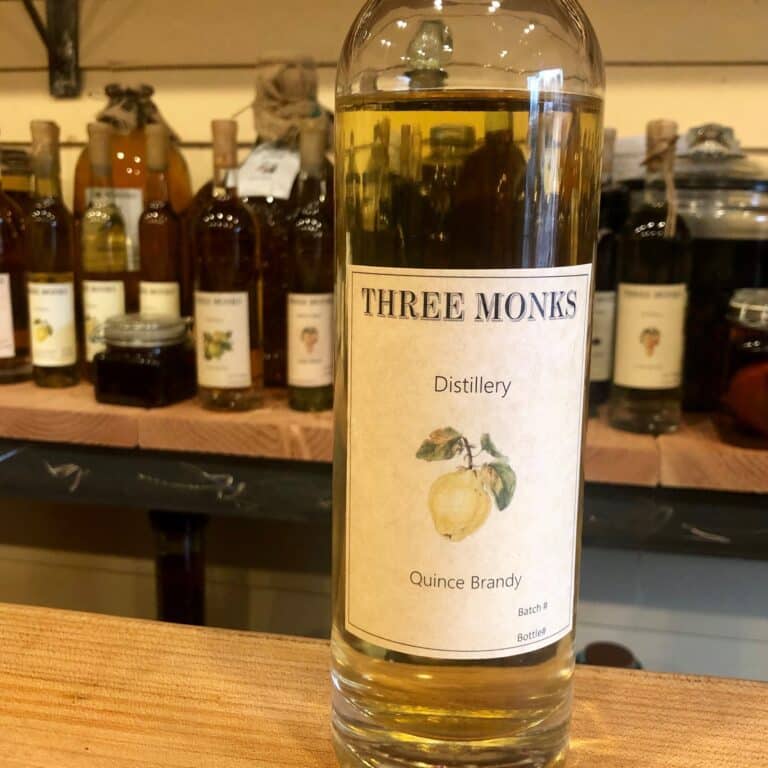 THREE MONKS
Distillery
Quince Brandy
Batch #
Bottle#